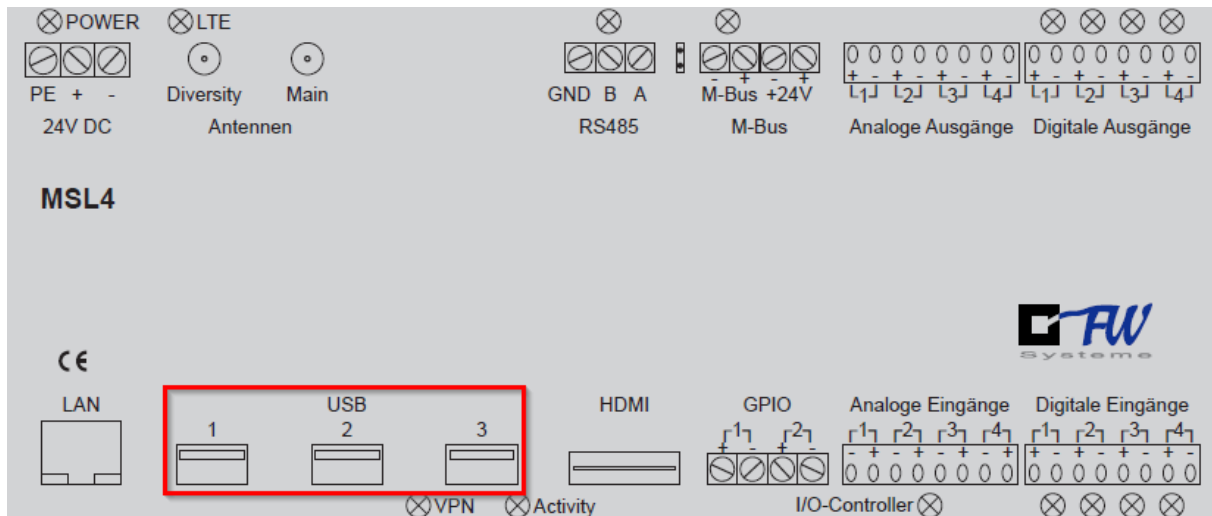 POWER LTE
PE + - Diversity Main GND B A - + - + + - + - + - + - + - + - + - + -
M-Bus +24V 1 2 3 4 1 2 3 4
24V DC Antennen RS485 M-Bus Analoge Ausgänge Digitale Ausgänge
MSL4
FW
Systeme
CE
LAN USB HDMI GPIO Analoge Eingänge Digitale Eingänge
1 2 3 1 2 1 2 3 4 1 2 3 4
+ - + - - + - + - + - + + - + - + - + -
VPN Activity I/O-Controller